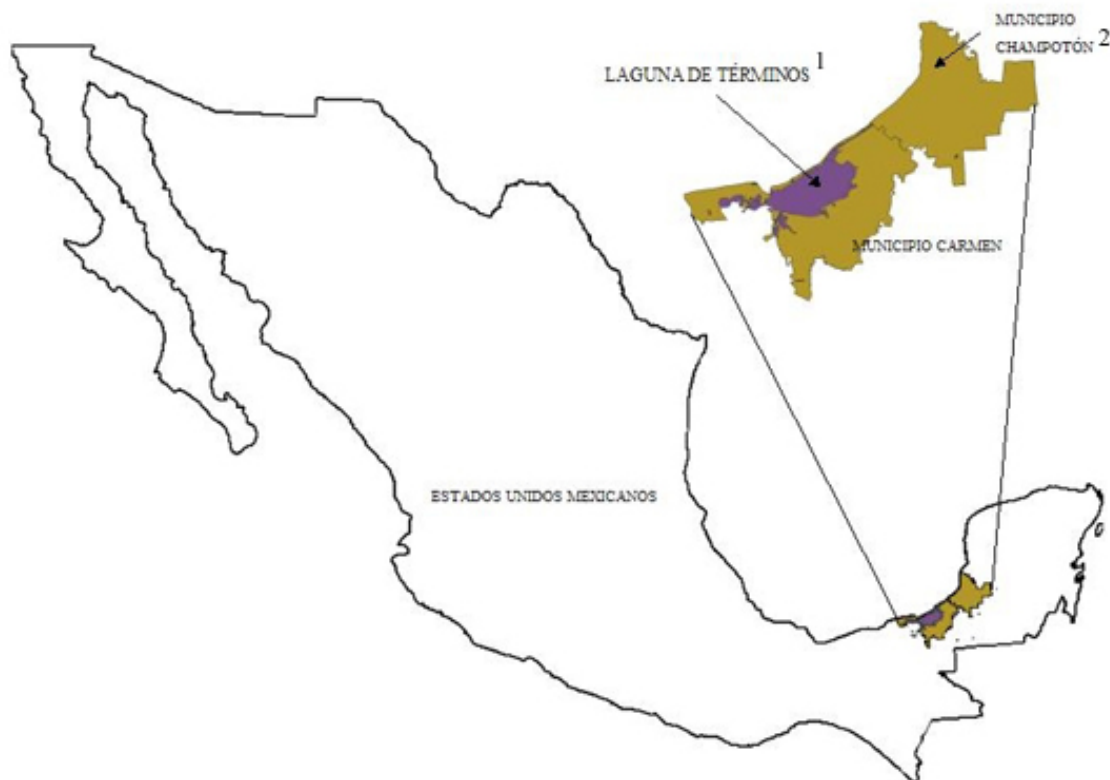 MUNICIPIO
CHAMPOTÓN 2
LAGUNA DE TÉRMINOS 1
MUNICIPIO CARMEN
ESTADOS UNIDOS MEXICANOS